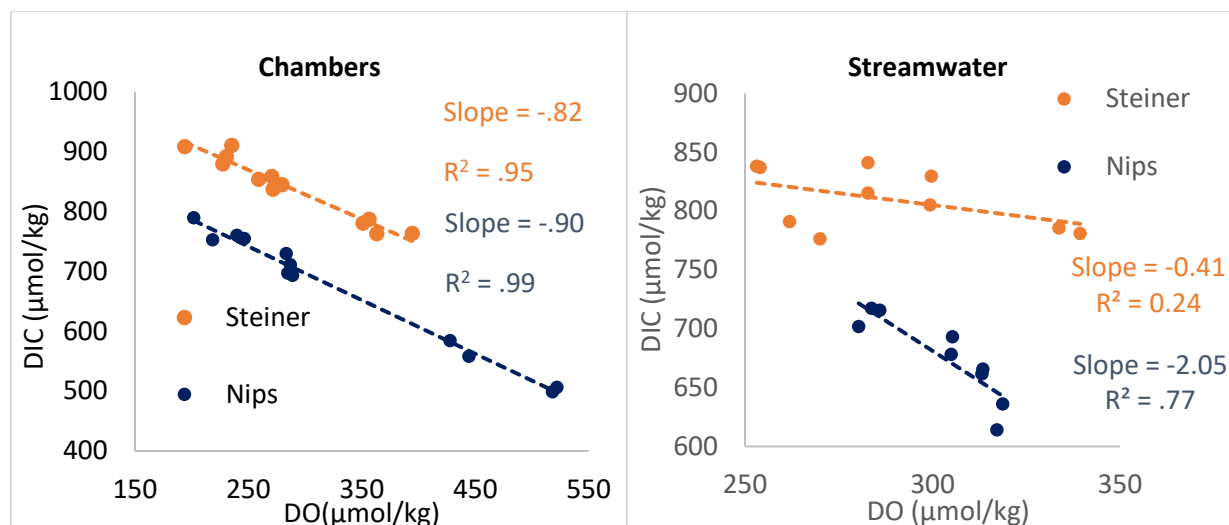 Chambers
1000
900
800
700
600
500
400
150
250
350
450
550
DIC (µmol/kg)
DO(µmol/kg)
Slope = -.82
R² = .95
Slope = -.90
R² = .99
Steiner
Nips
Streamwater
900
850
800
750
700
650
600
250
300
350
DIC (µmol/kg)
DO (µmol/kg)
Steiner
Nips
Slope = -0.41
R² = 0.24
Slope = -2.05
R² = .77